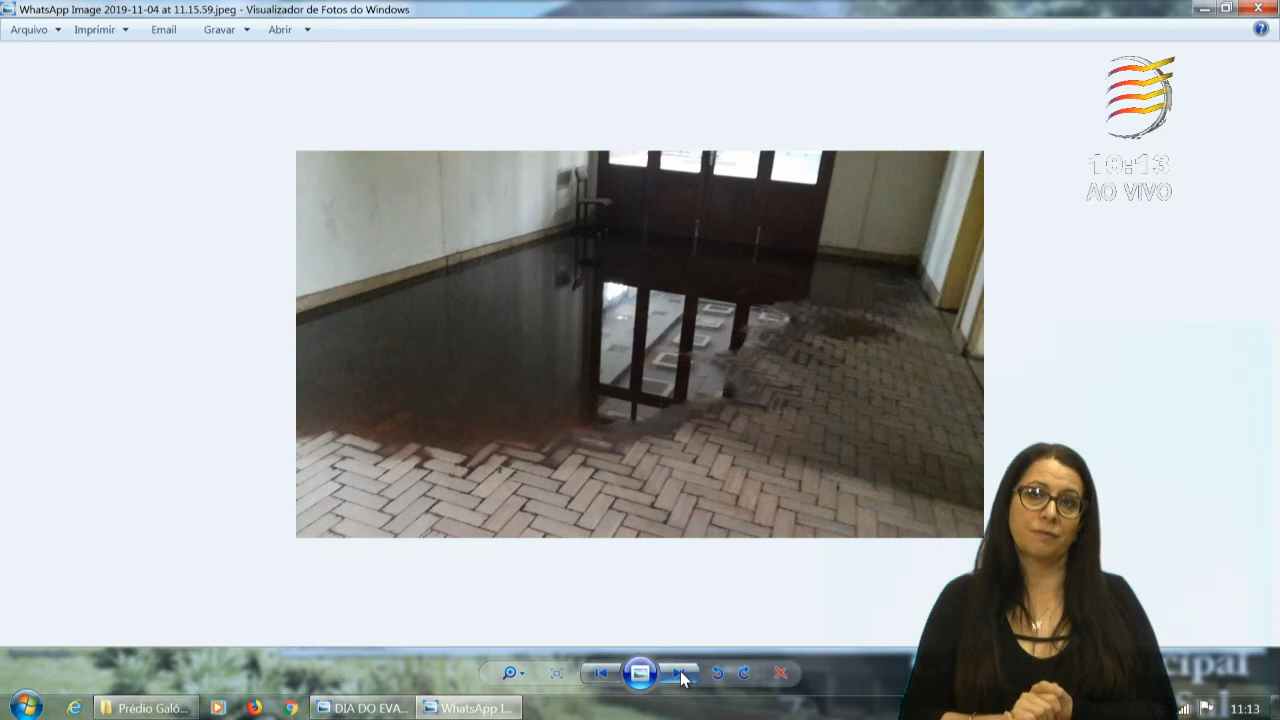 WhatsApp Image 2019-11-04 at 11.15.59.jpeg - Visualizador de Fotos do Windows
Arquivo Imprimir Email Gravar Abrir
10:13
AO VIVO
cipal
Prédio Galó...
DIA DO EVA...
WhatsApp I...
11:13